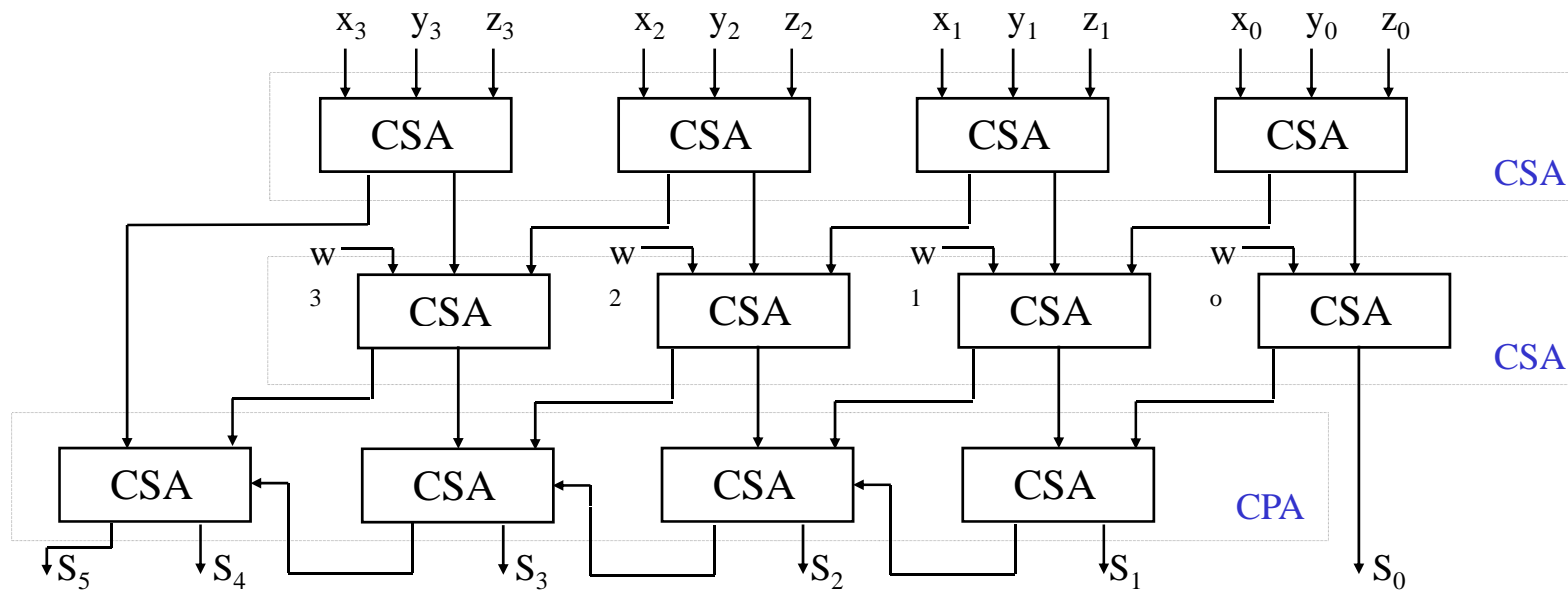 x₃ y₃ z₃ x₂ y₂ z₂ x₁ y₁ z₁ x₀ y₀ z₀
CSA CSA CSA CSA
CSA
w w w w
3 2 1 o
CSA CSA CSA CSA
CSA
CSA CSA CSA CSA
CPA
S₅ S₄ S₃ S₂ S₁ S₀